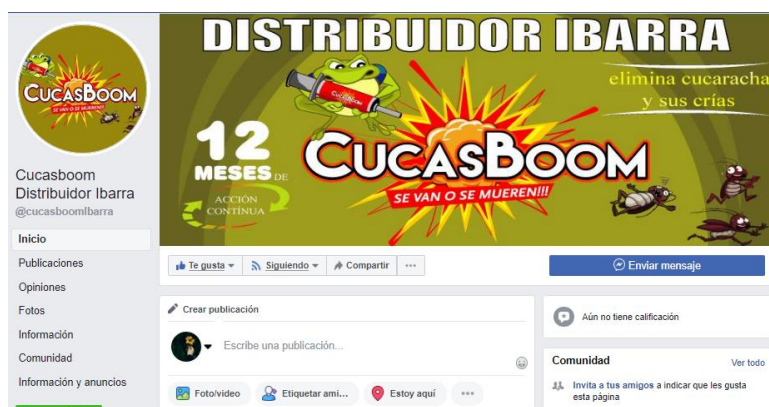 DISTRIBUIDOR IBARRA
elimina cucaracha
y sus crías
12
MESES DE
ACCIÓN
CONTÍNUA
CUCASBOOM
SE VAN O SE MUEREN!!!
CUCASBOOM
SE VAN O SE MUEREN!!!
Cucasboom
Distribuidor Ibarra
@cucasboomIbarra
Inicio
Publicaciones
Opiniones
Fotos
Información
Comunidad
Información y anuncios
Te gusta
Siguiendo
Compartir
Enviar mensaje
Crear publicación
Escribe una publicación...
Foto/video
Etiquetar ami...
Estoy aquí
Aún no tiene calificación
Comunidad
Ver todo
Invita a tus amigos a indicar que les gusta
esta página